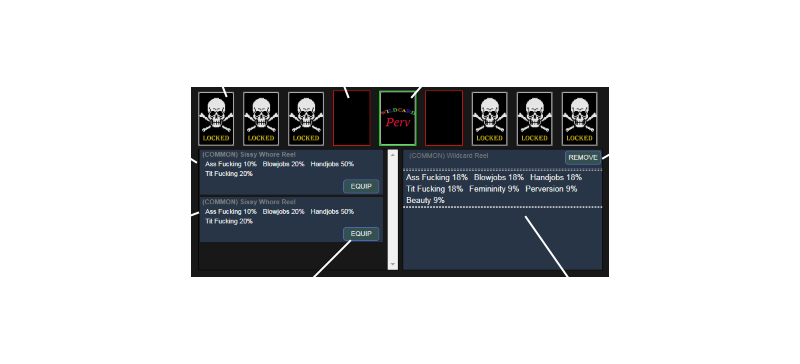 LOCKED LOCKED LOCKED WILDCARD LOCKED LOCKED LOCKED
Perv
(COMMON) Sissy Whore Reel
Ass Fucking 10% Blowjobs 20% Handjobs 50%
Tit Fucking 20%
EQUIP
(COMMON) Sissy Whore Reel
Ass Fucking 10% Blowjobs 20% Handjobs 50%
Tit Fucking 20%
EQUIP
(COMMON) Wildcard Reel
REMOVE
Ass Fucking 18% Blowjobs 18% Handjobs 18%
Tit Fucking 18% Femininity 9% Perversion 9%
Beauty 9%